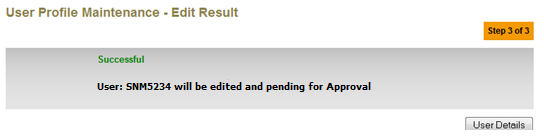 User Profile Maintenance - Edit Result
Step 3 of 3
Successful
User: SNM5234 will be edited and pending for Approval
User Details